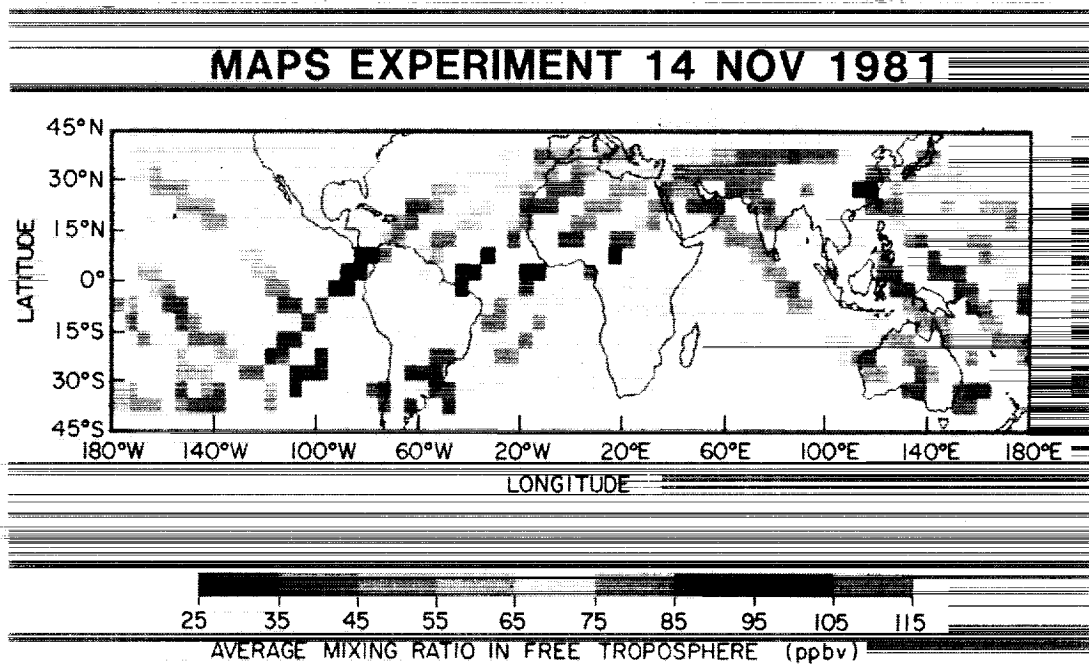 MAPS EXPERIMENT 14 NOV 1981
45°N
30°N
15°N
0°
15°S
30°S
45°S
LATITUDE
180°W 140°W 100°W 60°W 20°W 20°E 60°E 100°E 140°E 180°E
LONGITUDE
25 35 45 55 65 75 85 95 105 115
AVERAGE MIXING RATIO IN FREE TROPOSPHERE (ppbv)